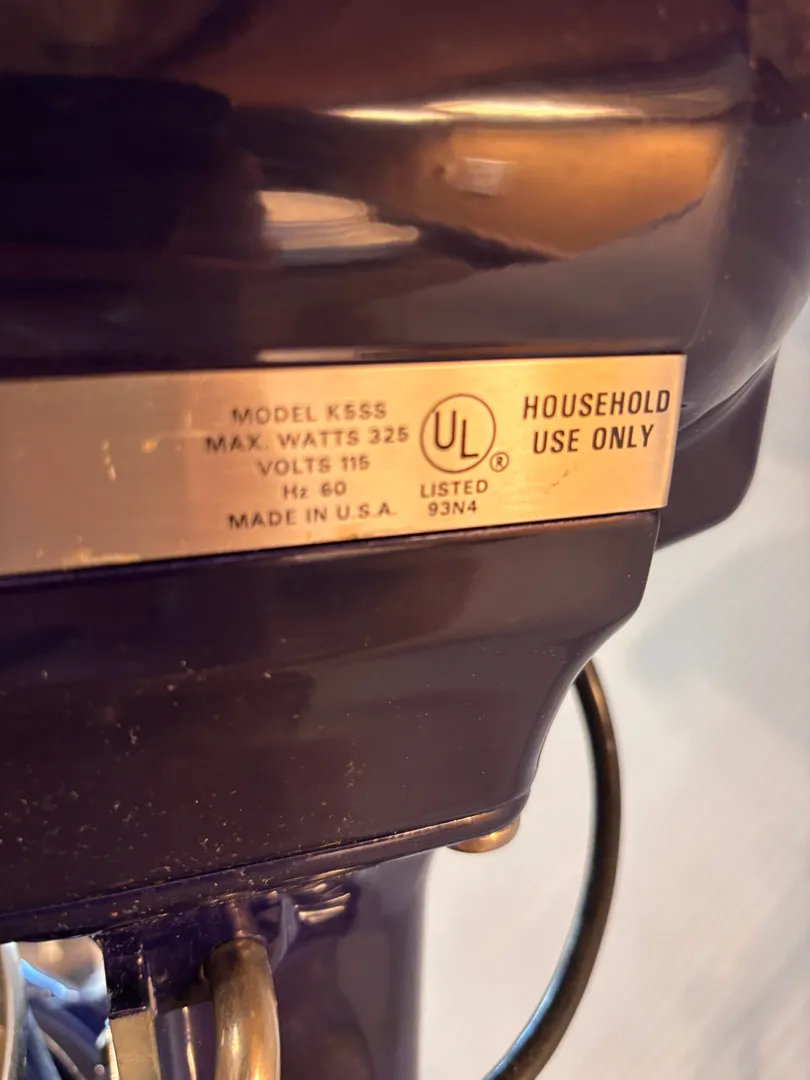 MODEL K5SS
MAX. WATTS 325
VOLTS 115
Hz 60
MADE IN U.S.A.
UL
®
LISTED
93N4
HOUSEHOLD
USE ONLY